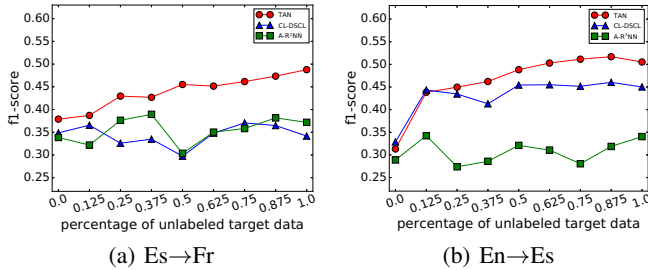 TAN
CL-DSCL
A-R²NN
f1-score
0.60
0.55
0.50
0.45
0.40
0.35
0.30
0.25
0.0 0.125 0.25 0.375 0.5 0.625 0.75 0.875 1.0
percentage of unlabeled target data
(a) Es→Fr
TAN
CL-DSCL
A-R²NN
f1-score
0.60
0.55
0.50
0.45
0.40
0.35
0.30
0.25
0.0 0.125 0.25 0.375 0.5 0.625 0.75 0.875 1.0
percentage of unlabeled target data
(b) En→Es